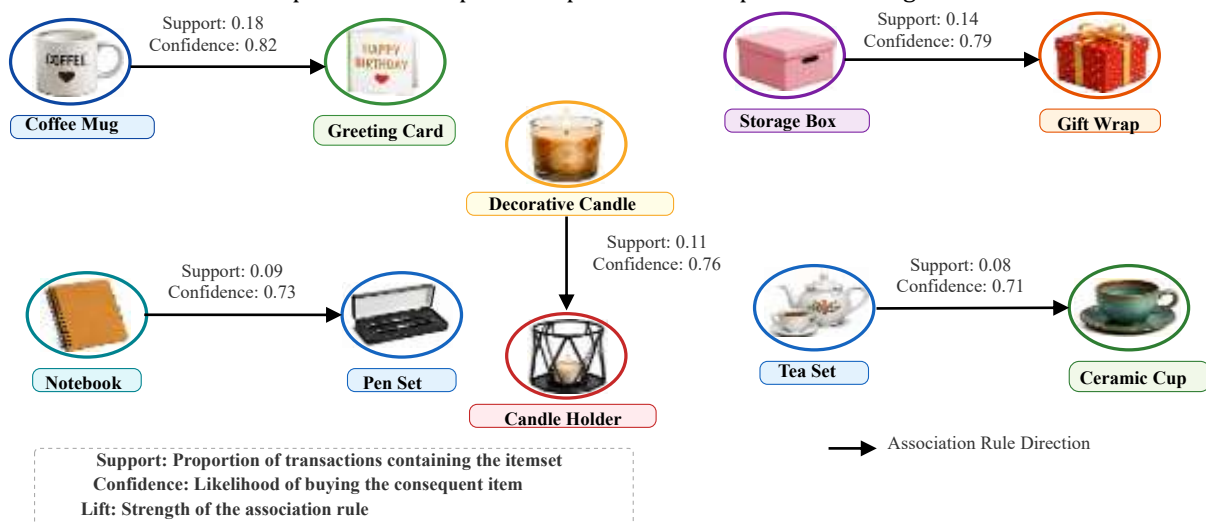 Support: 0.18
Confidence: 0.82
COFFEE
HAPPY
BIRTHDAY
Coffee Mug
Greeting Card
Support: 0.14
Confidence: 0.79
Storage Box
Gift Wrap
Decorative Candle
Support: 0.11
Confidence: 0.76
Candle Holder
Support: 0.09
Confidence: 0.73
Notebook
Pen Set
Support: 0.08
Confidence: 0.71
Tea Set
Ceramic Cup
Support: Proportion of transactions containing the itemset
Confidence: Likelihood of buying the consequent item
Lift: Strength of the association rule
Association Rule Direction